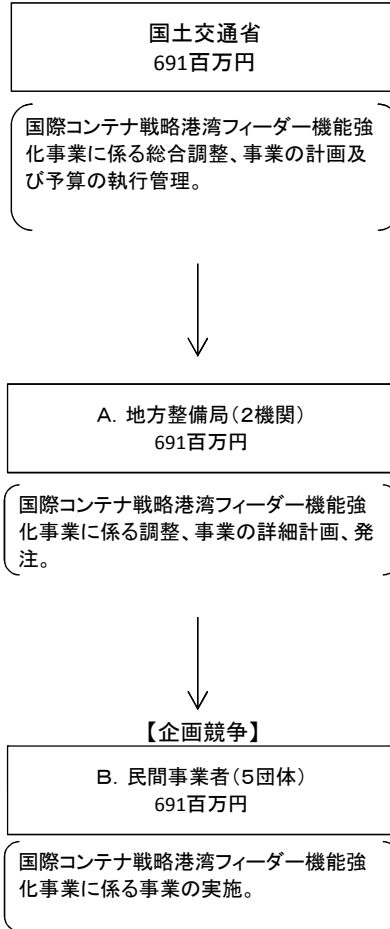 国土交通省
691百万円
国際コンテナ戦略港湾フィーダー機能強
化事業に係る総合調整、事業の計画及
び予算の執行管理。
A. 地方整備局(2機関)
691百万円
国際コンテナ戦略港湾フィーダー機能強
化事業に係る調整、事業の詳細計画、発
注。
【企画競争】
B. 民間事業者(5団体)
691百万円
国際コンテナ戦略港湾フィーダー機能強
化事業に係る事業の実施。